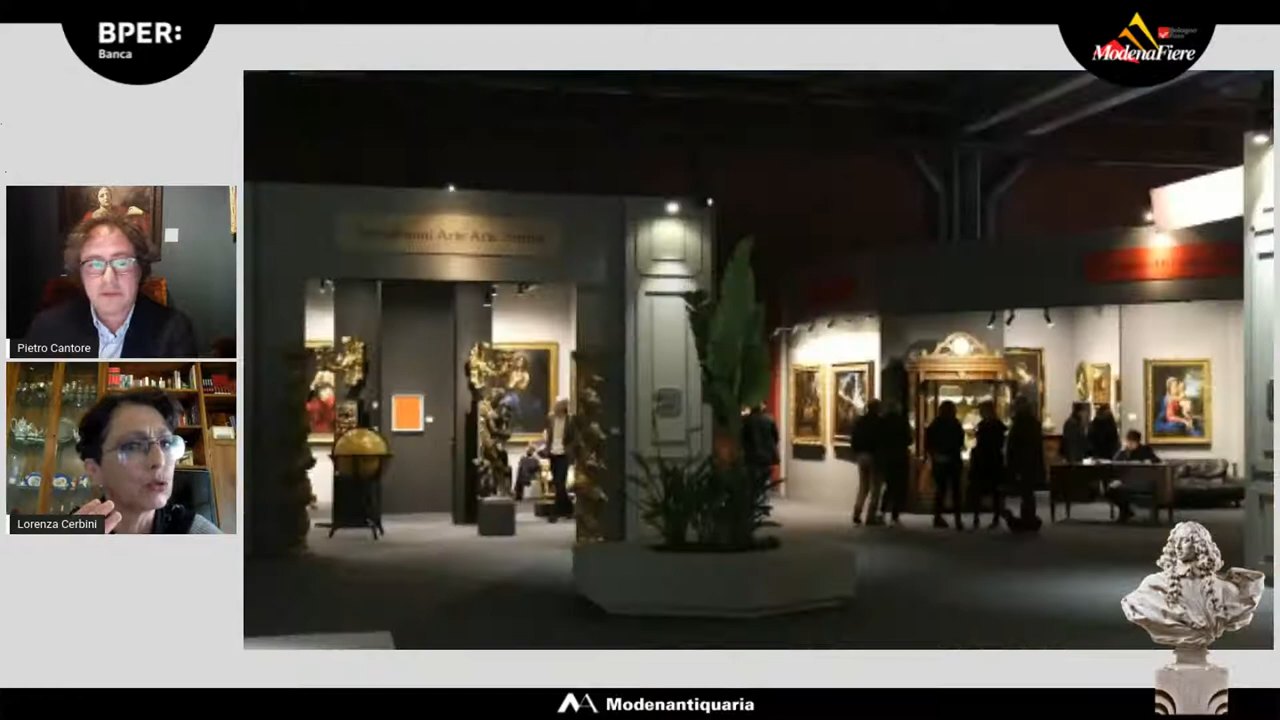 BPER:
Banca
ModenaFiere
Pietro Cantore
Lorenza Cerbini
Modenantiquaria